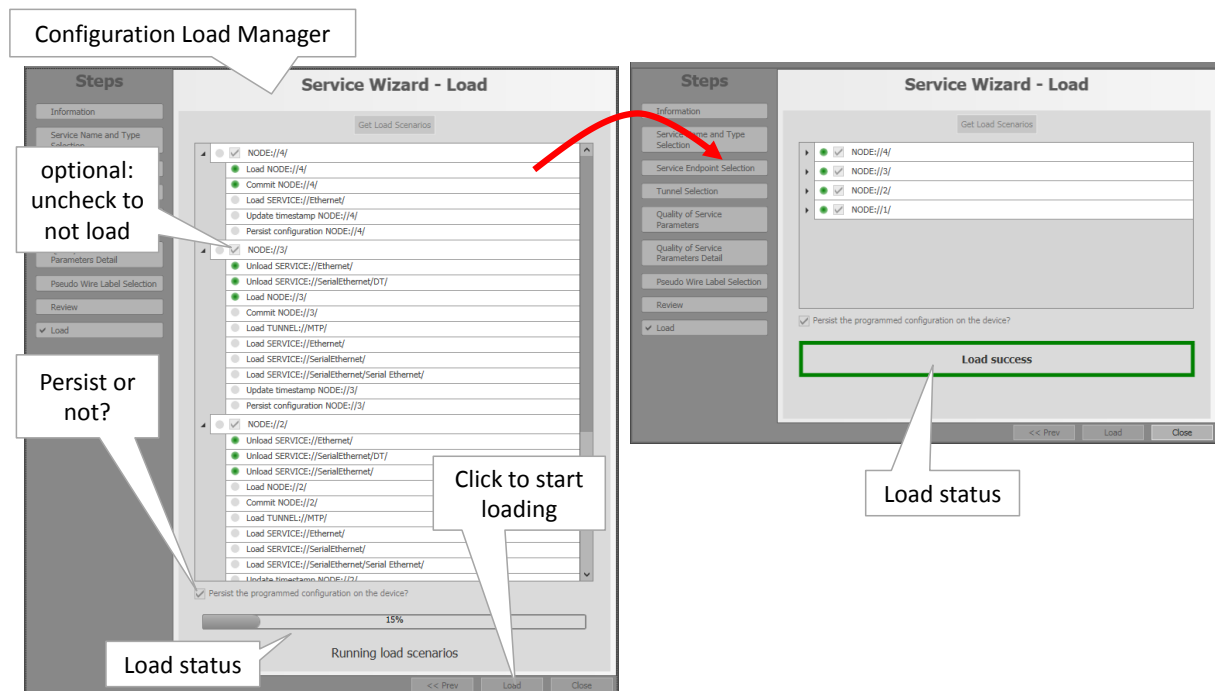 Configuration Load Manager
Steps
Information
Service Name and Type
Selection
Parameters Detail
Pseudo Wire Label Selection
Review
Load
optional:
uncheck to
not load
Persist or
not?
Service Wizard - Load
Get Load Scenarios
NODE://4/
Load NODE://4/
Commit NODE://4/
Load SERVICE://Ethernet/
Update timestamp NODE://4/
Persist configuration NODE://4/
NODE://3/
Unload SERVICE://Ethernet/
Unload SERVICE://SerialEthernet/DT/
Load NODE://3/
Commit NODE://3/
Load TUNNEL://MTP/
Load SERVICE://Ethernet/
Load SERVICE://SerialEthernet/
Load SERVICE://SerialEthernet/Serial Ethernet/
Update timestamp NODE://3/
Persist configuration NODE://3/
NODE://2/
Unload SERVICE://Ethernet/
Unload SERVICE://SerialEthernet/DT/
Unload SERVICE://SerialEthernet/
Load NODE://2/
Commit NODE://2/
Load TUNNEL://MTP/
Load SERVICE://Ethernet/
Load SERVICE://SerialEthernet/
Load SERVICE://SerialEthernet/Serial Ethernet/
Update timestamp NODE://2/
Persist the programmed configuration on the device?
15%
Running load scenarios
Load status
Click to start
loading
<< Prev Load Close
Steps
Information
Service Name and Type
Selection
Service Endpoint Selection
Tunnel Selection
Quality of Service
Parameters
Quality of Service
Parameters Detail
Pseudo Wire Label Selection
Review
Load
Service Wizard - Load
Get Load Scenarios
NODE://4/
NODE://3/
NODE://2/
NODE://1/
Persist the programmed configuration on the device?
Load success
<< Prev Load Close
Load status